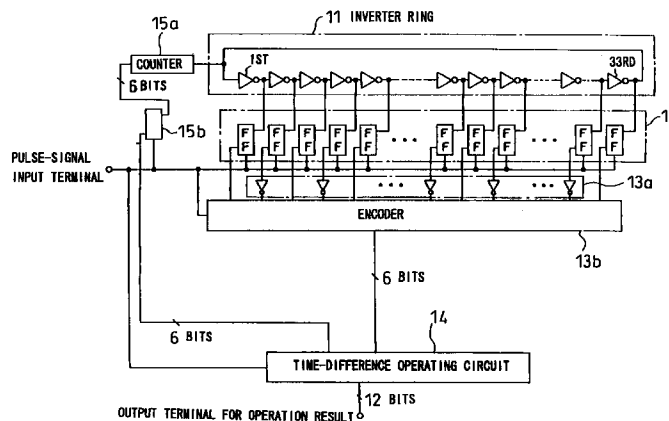 15a
11 INVERTER RING
COUNTER
1ST
33RD
6 BITS
15b
1
F F F F F F F F F F
F F F F F F F F F F
PULSE-SIGNAL
INPUT TERMINAL
13a
ENCODER
13b
6 BITS
6 BITS
14
TIME-DIFFERENCE OPERATING CIRCUIT
12 BITS
OUTPUT TERMINAL FOR OPERATION RESULT